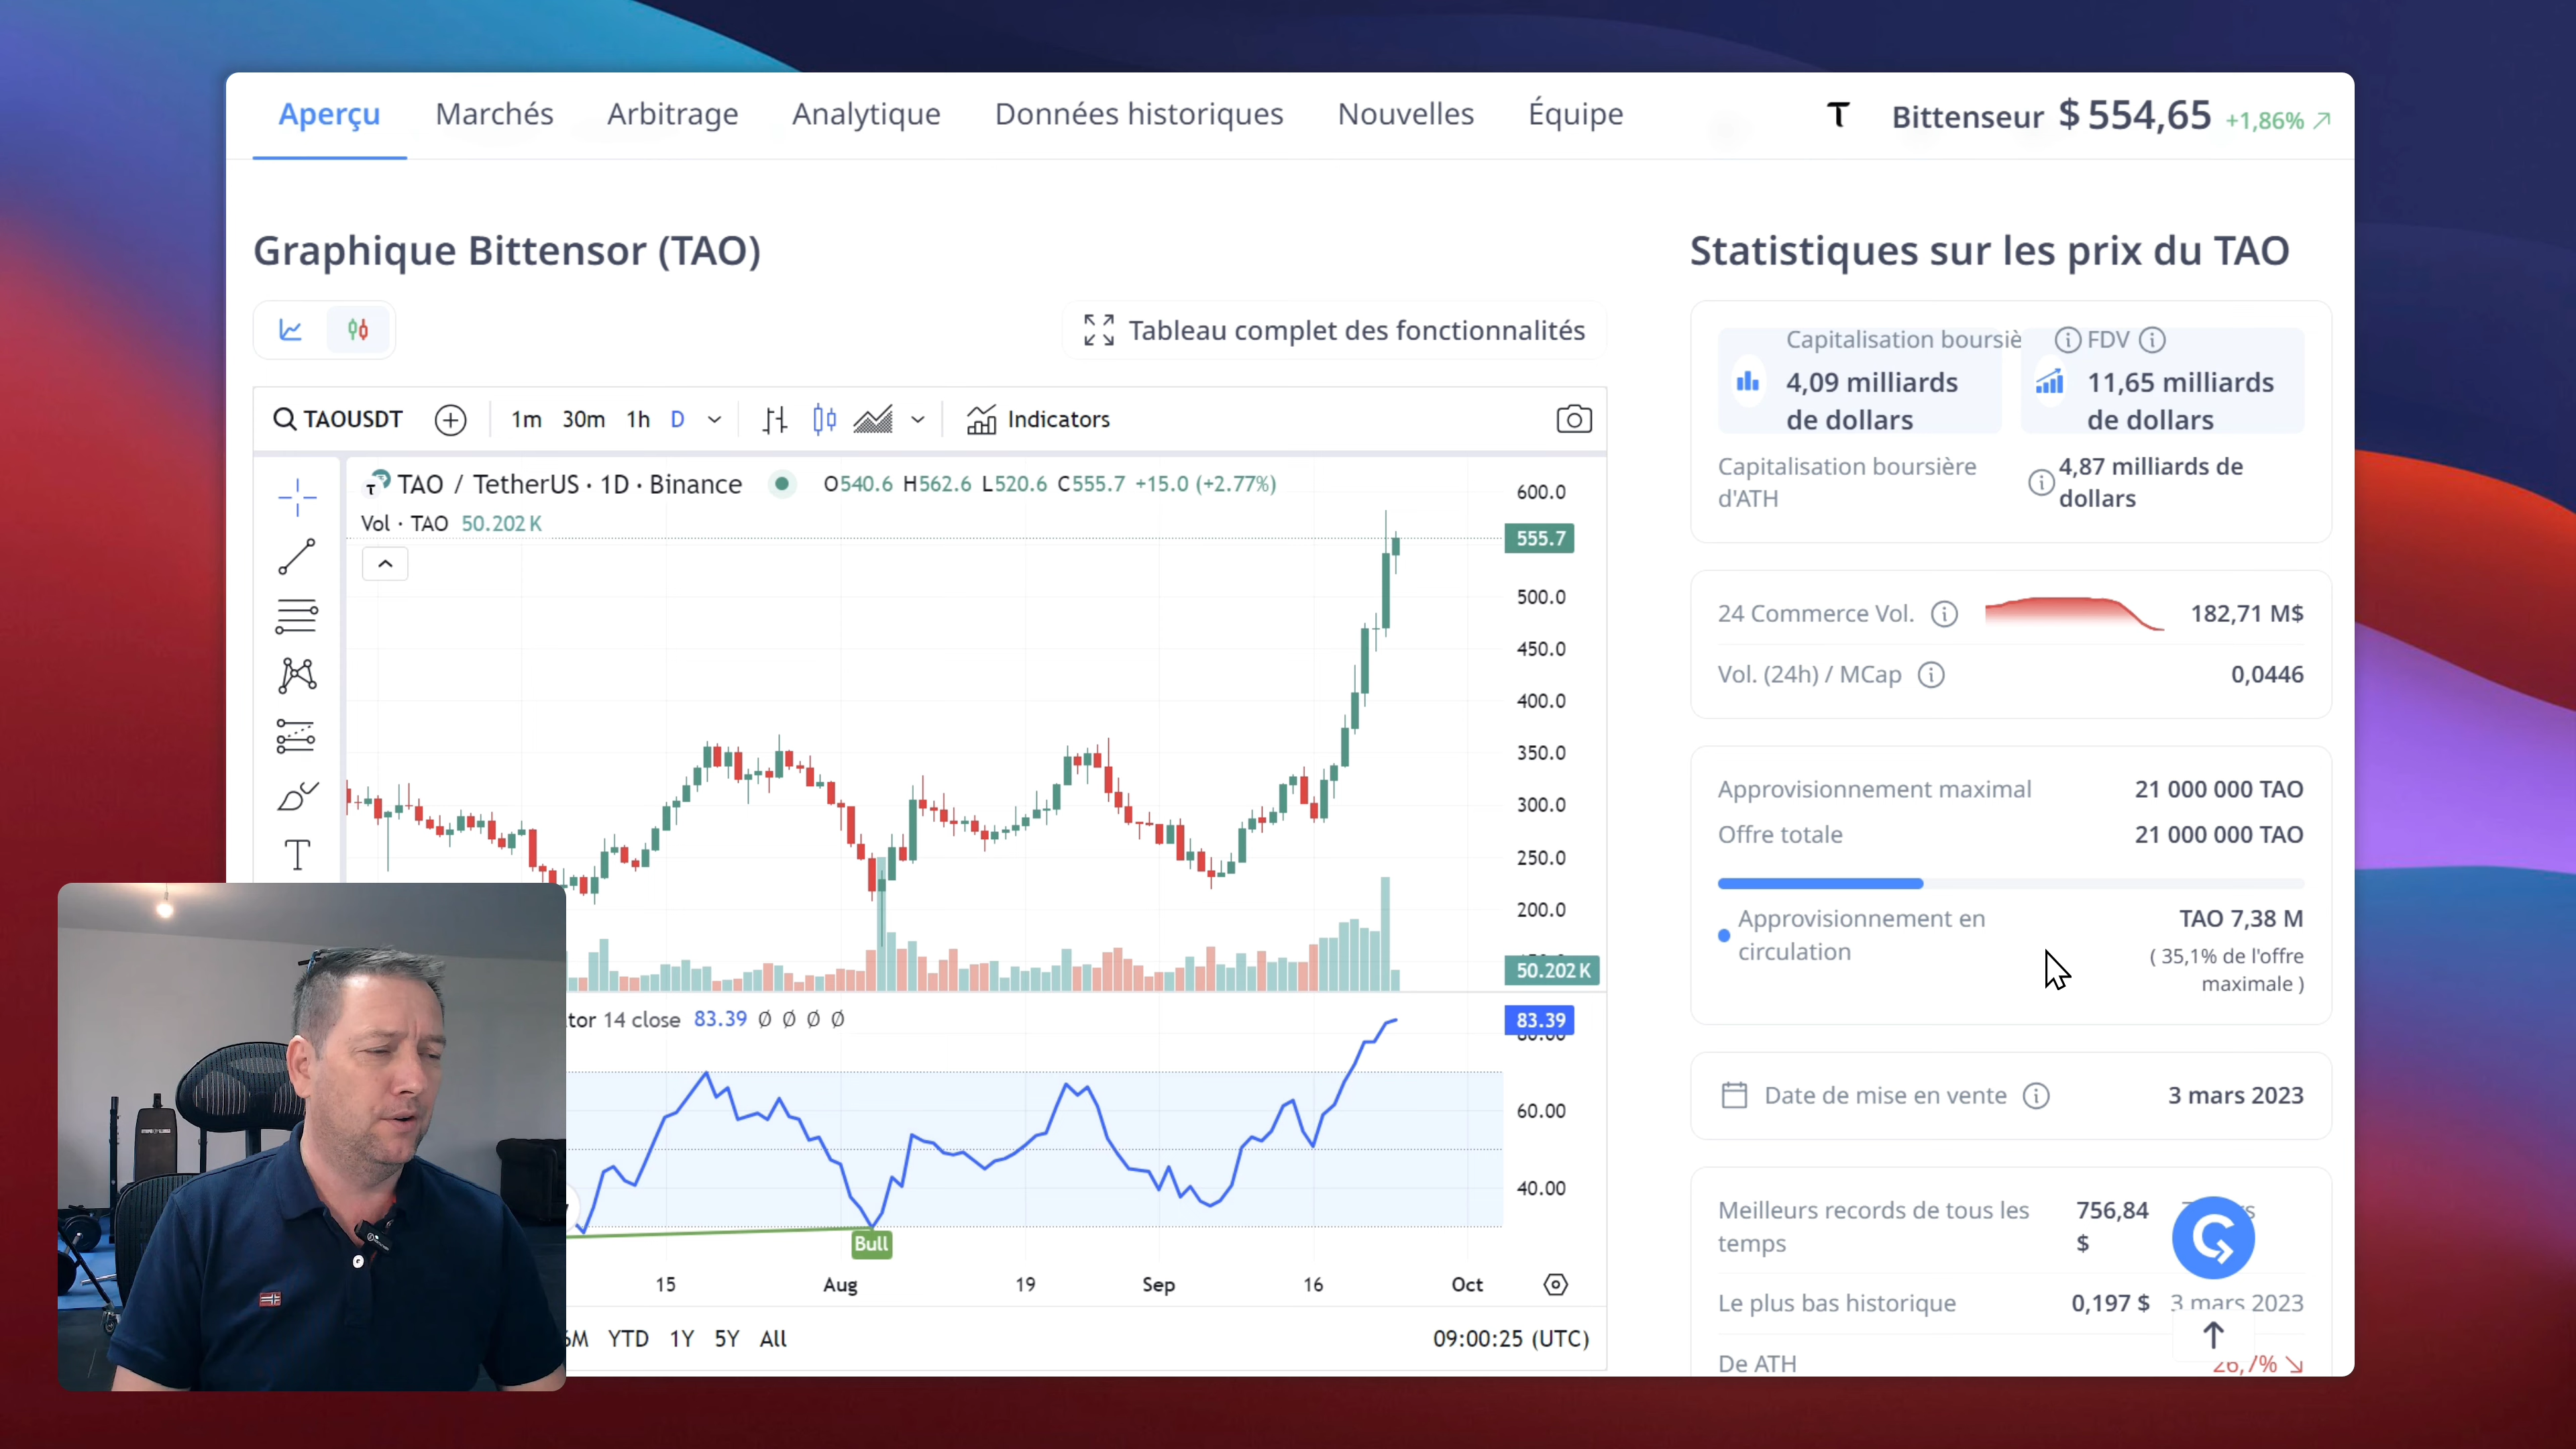 Aperçu Marchés Arbitrage Analytique Données historiques Nouvelles Équipe Bittenseur $ 554,65 +1,86%
Graphique Bittensor (TAO)
Tableau complet des fonctionnalités
TAOUSDT 1m 30m 1h D Indicators
TAO / TetherUS · 1D · Binance O540.6 H562.6 L520.6 C555.7 +15.0 (+2.77%)
Vol · TAO 50.202 K
600.0
555.7
500.0
450.0
400.0
350.0
300.0
250.0
200.0
50.202 K
tor 14 close 83.39 Ø Ø Ø Ø
83.39
60.00
40.00
Bull
15 Aug 19 Sep 16 Oct
YTD 1Y 5Y All 09:00:25 (UTC)
Statistiques sur les prix du TAO
Capitalisation boursiè
4,09 milliards
de dollars
FDV
11,65 milliards
de dollars
Capitalisation boursière
d'ATH
4,87 milliards de
dollars
24 Commerce Vol. 182,71 M$
Vol. (24h) / MCap 0,0446
Approvisionnement maximal 21 000 000 TAO
Offre totale 21 000 000 TAO
Approvisionnement en
circulation
TAO 7,38 M
( 35,1% de l'offre
maximale )
Date de mise en vente 3 mars 2023
Meilleurs records de tous les
temps
756,84
$
Le plus bas historique 0,197 $ 3 mars 2023
De ATH 26,7%